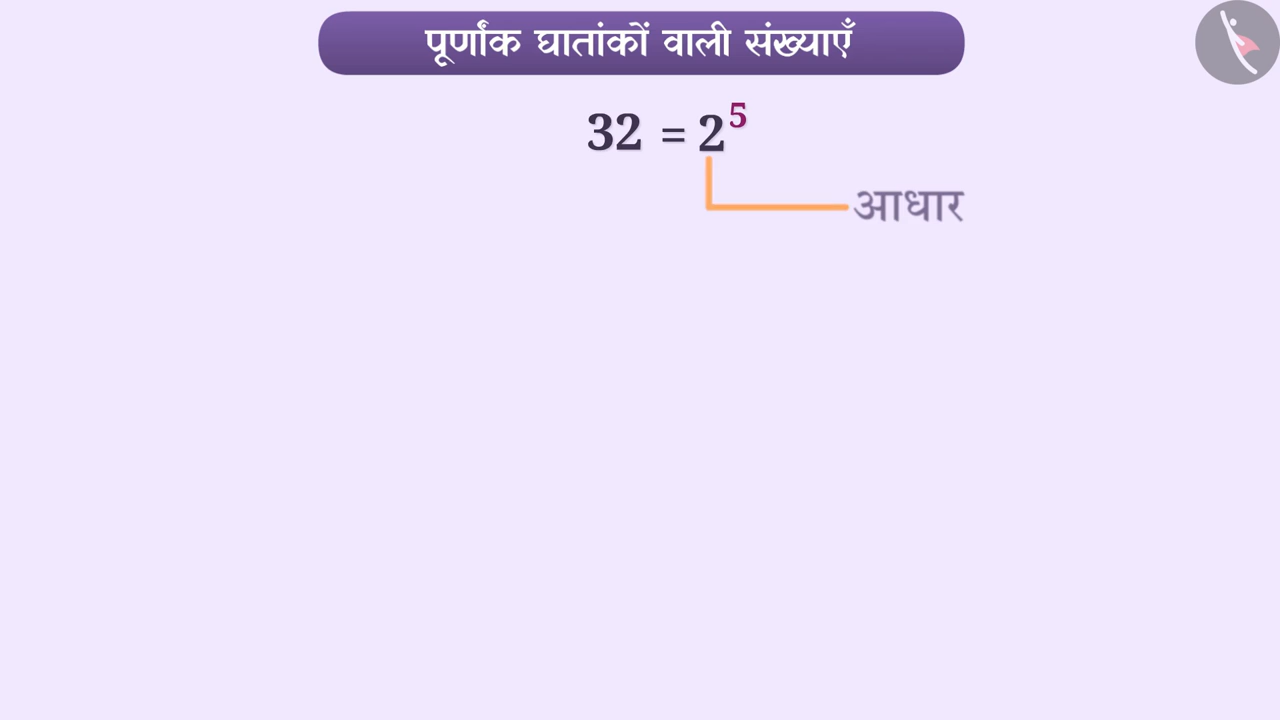 पूर्णांक घातांकों वाली संख्याएँ
32 = 2⁵
आधार